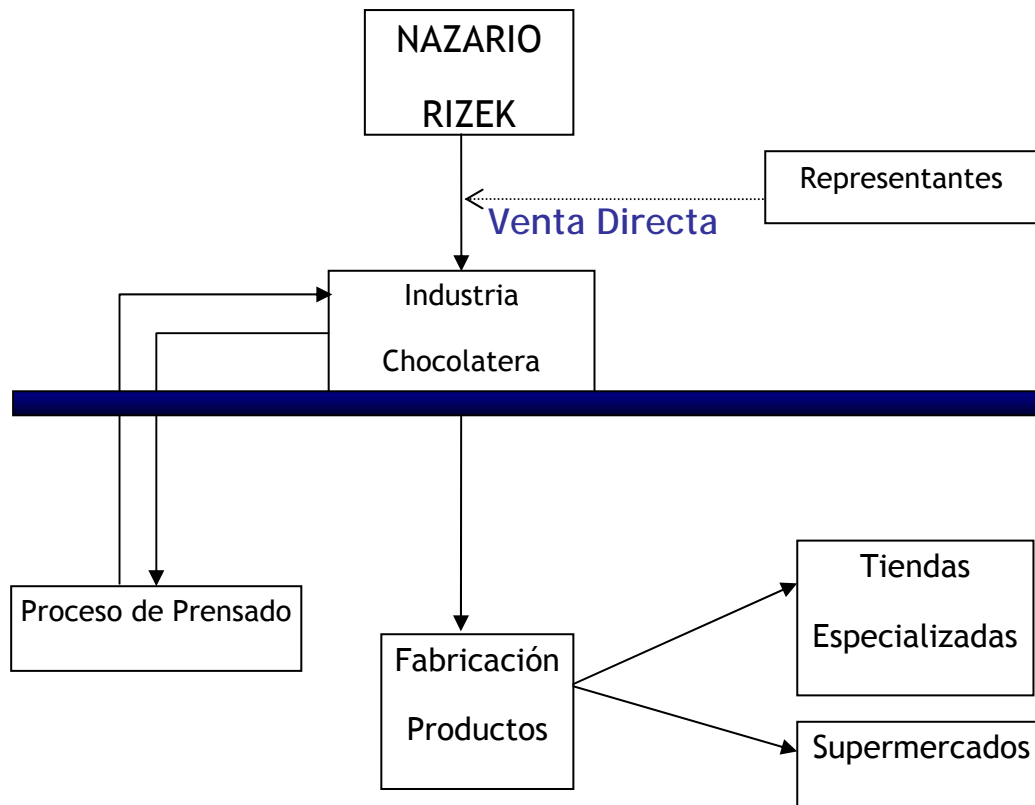 NAZARIO
RIZEK
Representantes
Venta Directa
Industria
Chocolatera
Proceso de Prensado
Fabricación
Productos
Tiendas
Especializadas
Supermercados